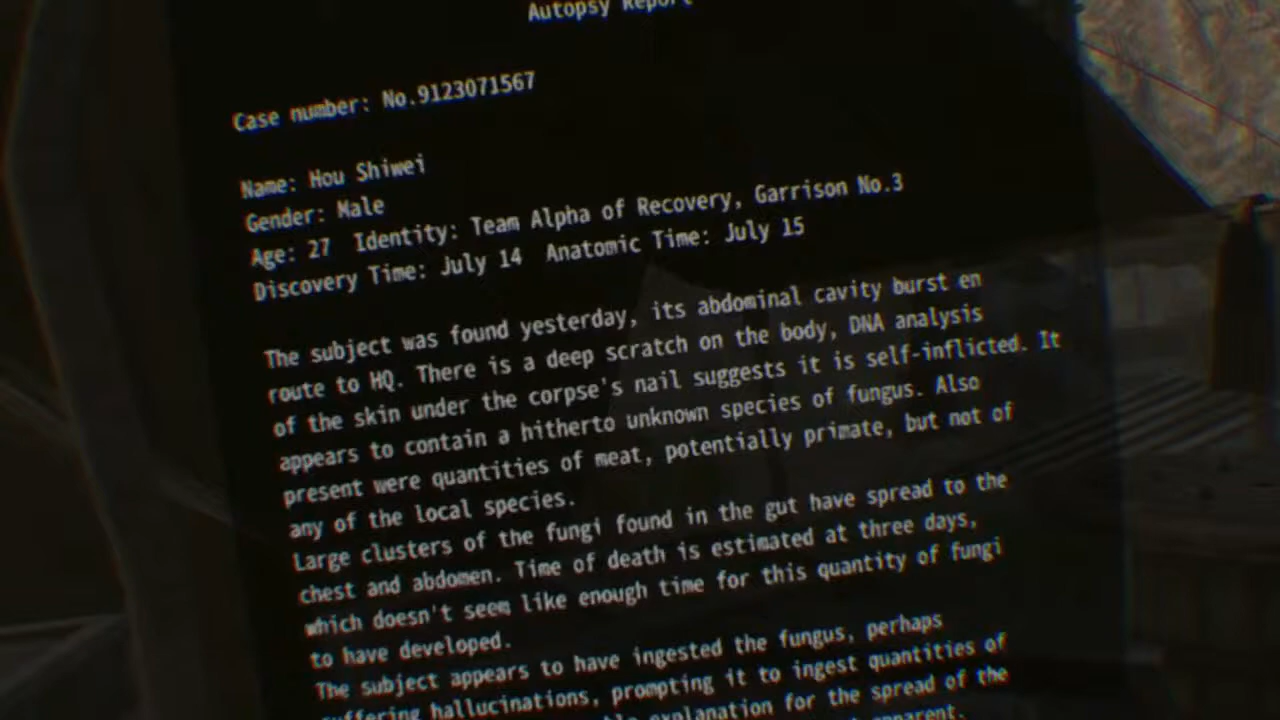 Autopsy Report
Case number: No.9123071567
Name: Hou Shiwei
Gender: Male
Age: 27 Identity: Team Alpha of Recovery, Garrison No.3
Discovery Time: July 14 Anatomic Time: July 15
The subject was found yesterday, its abdominal cavity burst en
route to HQ. There is a deep scratch on the body, DNA analysis
of the skin under the corpse's nail suggests it is self-inflicted. It
appears to contain a hitherto unknown species of fungus. Also
present were quantities of meat, potentially primate, but not of
any of the local species.
Large clusters of the fungi found in the gut have spread to the
chest and abdomen. Time of death is estimated at three days,
which doesn't seem like enough time for this quantity of fungi
to have developed.
The subject appears to have ingested the fungus, perhaps
suffering hallucinations, prompting it to ingest quantities of
explanation for the spread of the
apparent.